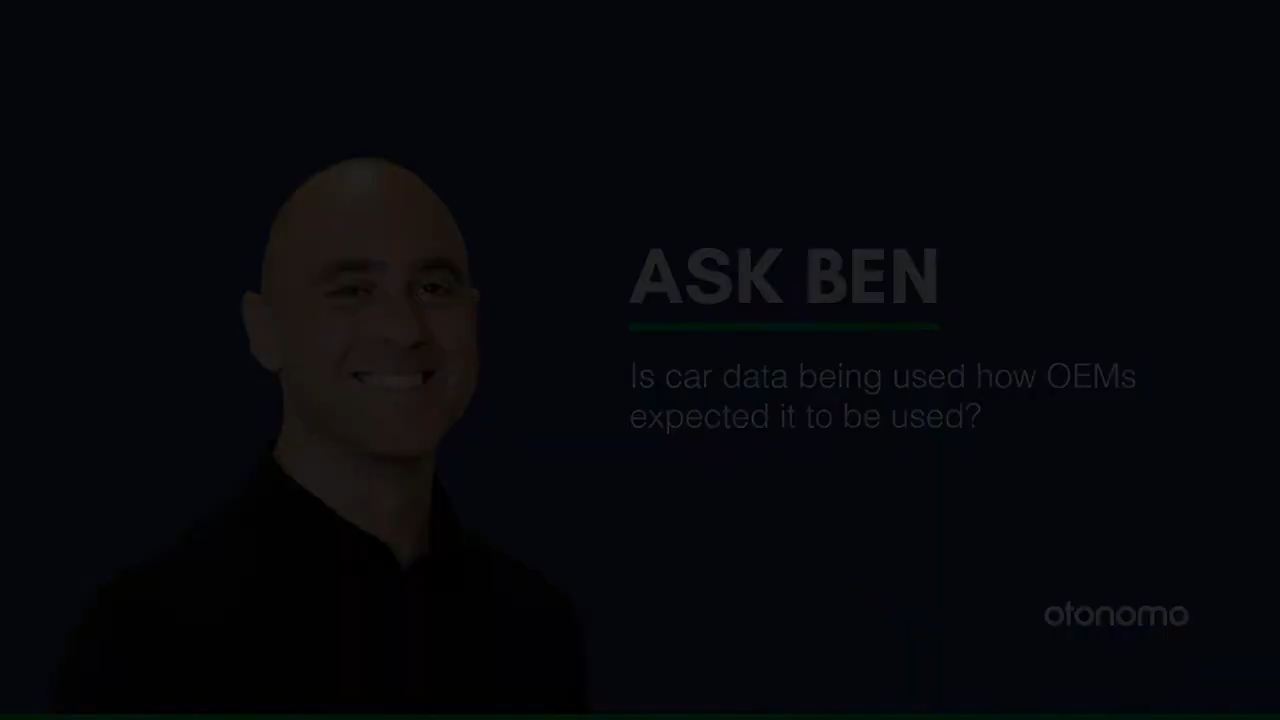 ASK BEN
Is car data being used how OEMs
expected it to be used?
otonomo